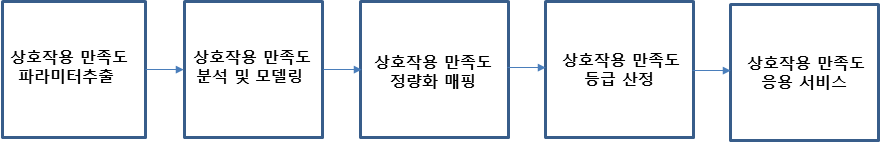 상호작용 만족도
파라미터추출
상호작용 만족도
분석 및 모델링
상호작용 만족도
정량화 매핑
상호작용 만족도
등급 산정
상호작용 만족도
응용 서비스